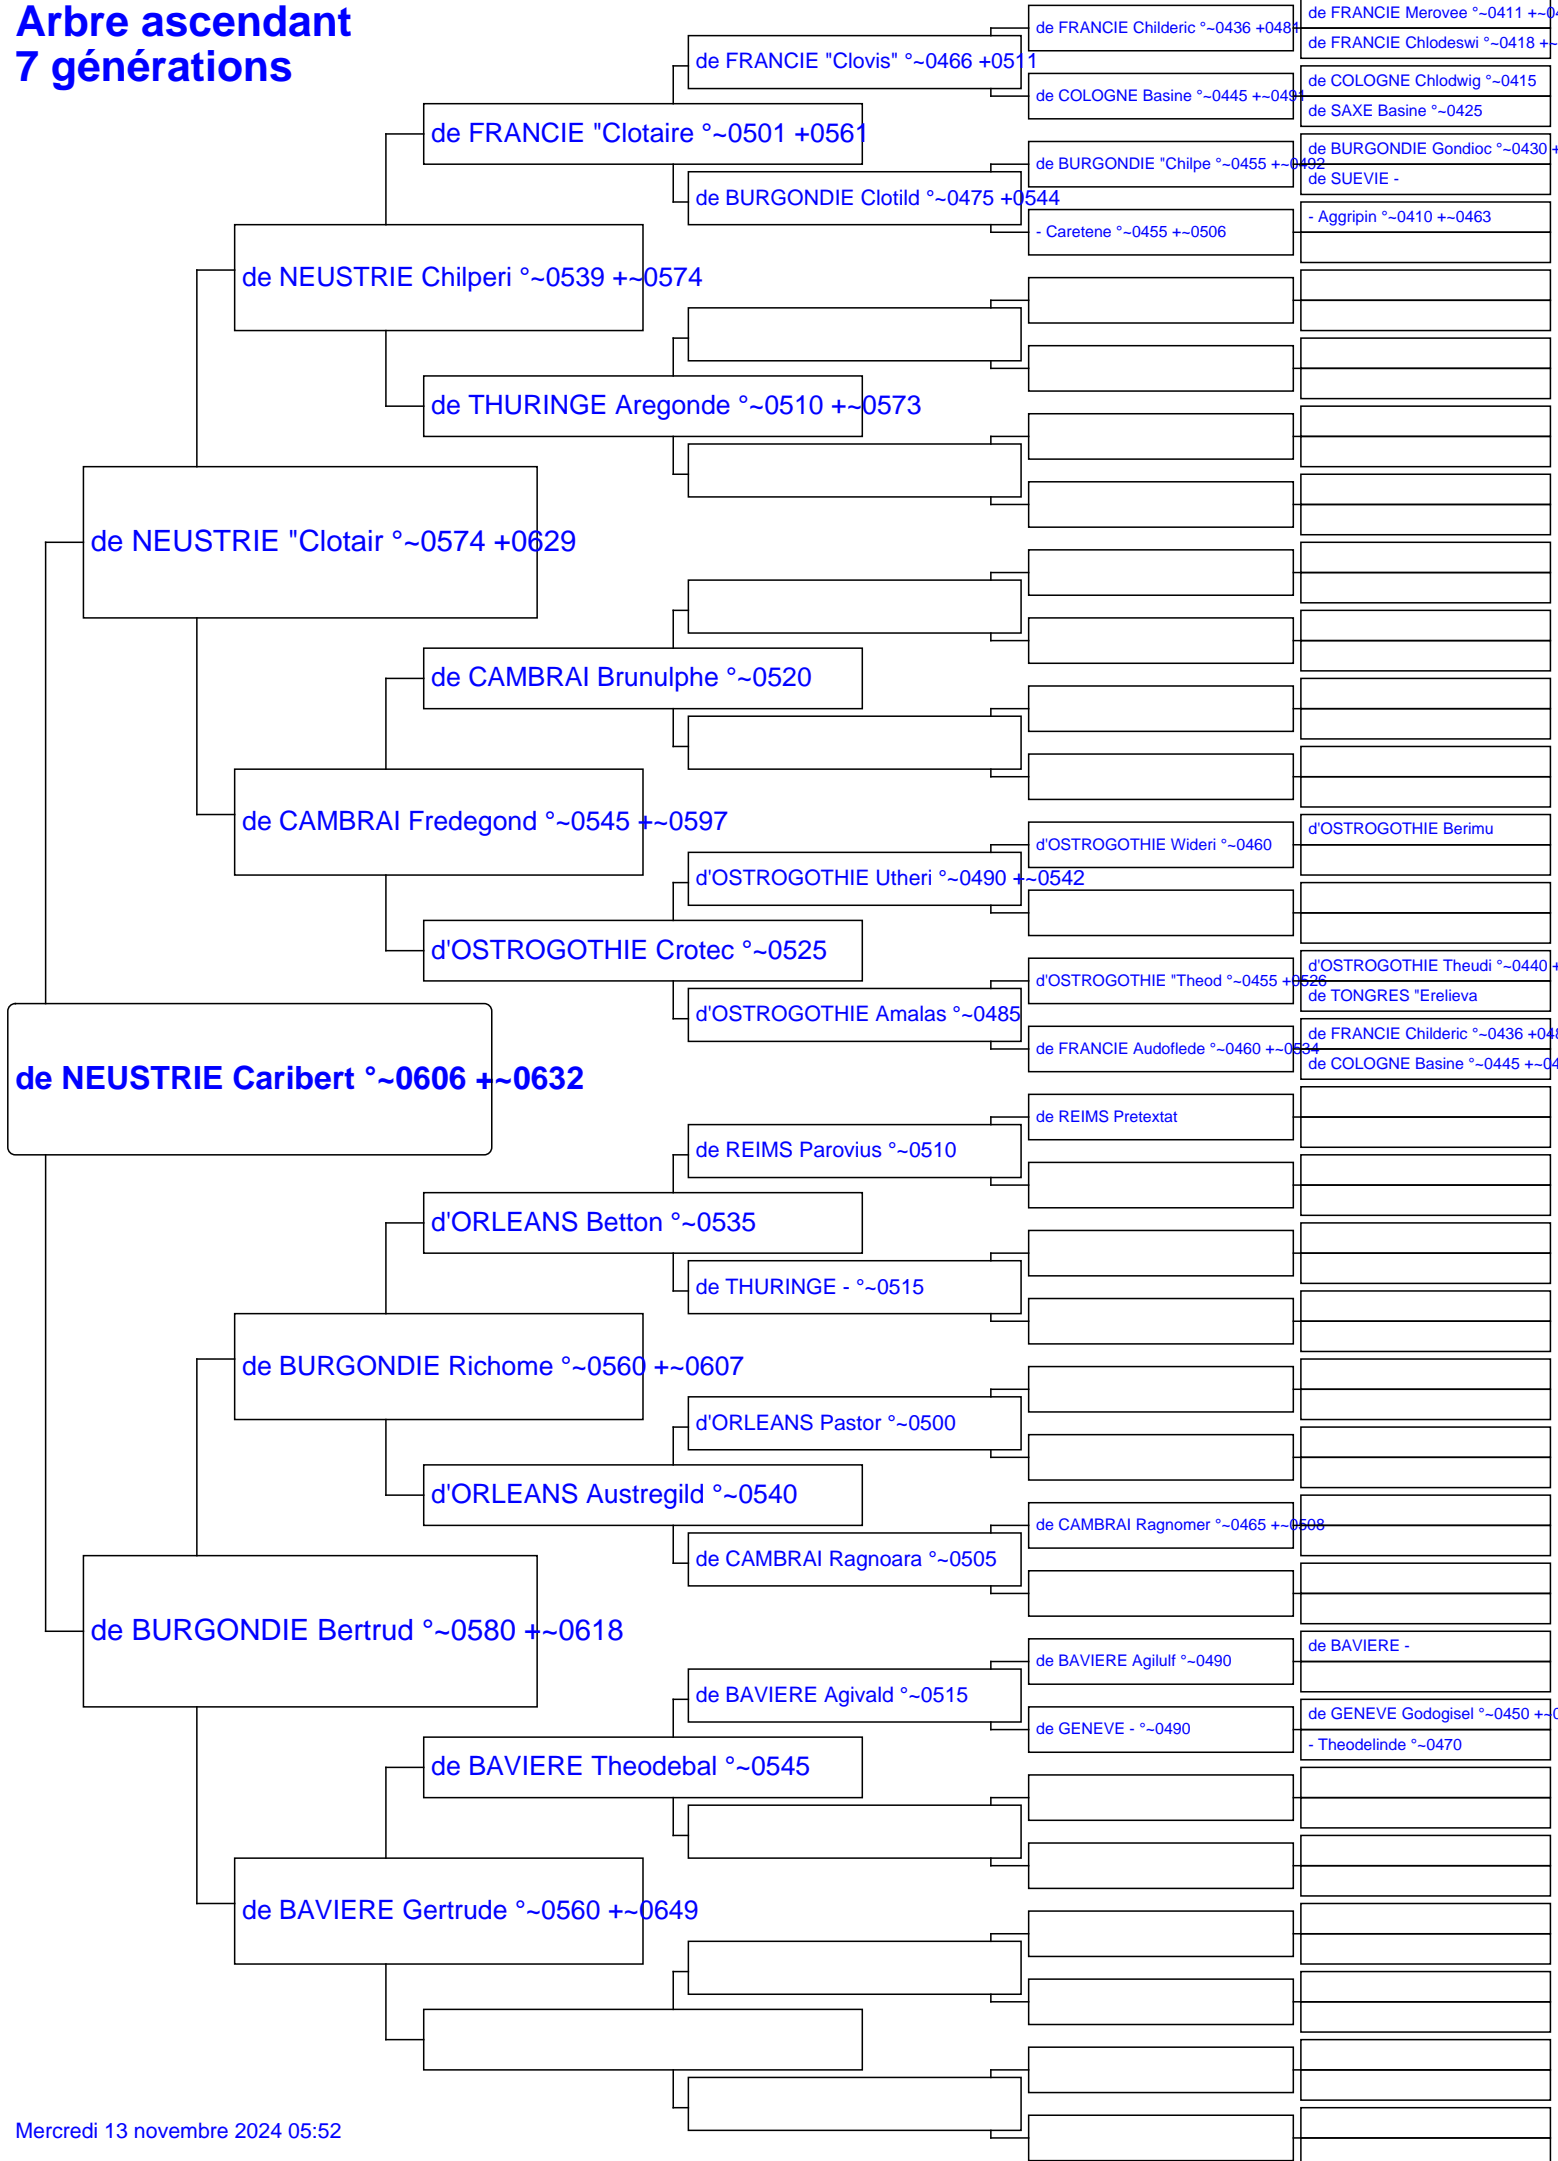 Arbre ascendant
7 générations
de NEUSTRIE Caribert °~0606 +~0632
de NEUSTRIE "Clotair °~0574 +0629
de BURGONDIE Bertrud °~0580 +~0618
de NEUSTRIE Chilperi °~0539 +~0574
de CAMBRAI Fredegond °~0545 +~0597
de BURGONDIE Richome °~0560 +~0607
de BAVIERE Gertrude °~0560 +~0649
de FRANCIE "Clotaire °~0501 +0561
de THURINGE Aregonde °~0510 +~0573
de CAMBRAI Brunulphe °~0520
d'OSTROGOTHIE Crotec °~0525
d'ORLEANS Betton °~0535
d'ORLEANS Austregild °~0540
de BAVIERE Theodebal °~0545
de FRANCIE "Clovis" °~0466 +0511
de BURGONDIE Clotild °~0475 +0544
d'OSTROGOTHIE Utheri °~0490 +~0542
d'OSTROGOTHIE Amalas °~0485
de REIMS Parovius °~0510
de THURINGE - °~0515
d'ORLEANS Pastor °~0500
de CAMBRAI Ragnoara °~0505
de BAVIERE Agivald °~0515
de FRANCIE Childeric °~0436 +0481
de COLOGNE Basine °~0445 +~0491
de BURGONDIE "Chilpe °~0455 +~0492
- Caretene °~0455 +~0506
d'OSTROGOTHIE Wideri °~0460
d'OSTROGOTHIE "Theod °~0455 +0526
de FRANCIE Audoflede °~0460 +~0534
de REIMS Pretextat
de CAMBRAI Ragnomer °~0465 +~0508
de BAVIERE Agilulf °~0490
de GENEVE - °~0490
de FRANCIE Merovee °~0411 +~04
de FRANCIE Chlodeswi °~0418 +~
de COLOGNE Chlodwig °~0415
de SAXE Basine °~0425
de BURGONDIE Gondioc °~0430 +
de SUEVIE -
- Aggripin °~0410 +~0463
d'OSTROGOTHIE Berimu
d'OSTROGOTHIE Theudi °~0440 +
de TONGRES "Erelieva
de FRANCIE Childeric °~0436 +048
de COLOGNE Basine °~0445 +~04
de BAVIERE -
de GENEVE Godogisel °~0450 +~0
- Theodelinde °~0470
Mercredi 13 novembre 2024 05:52